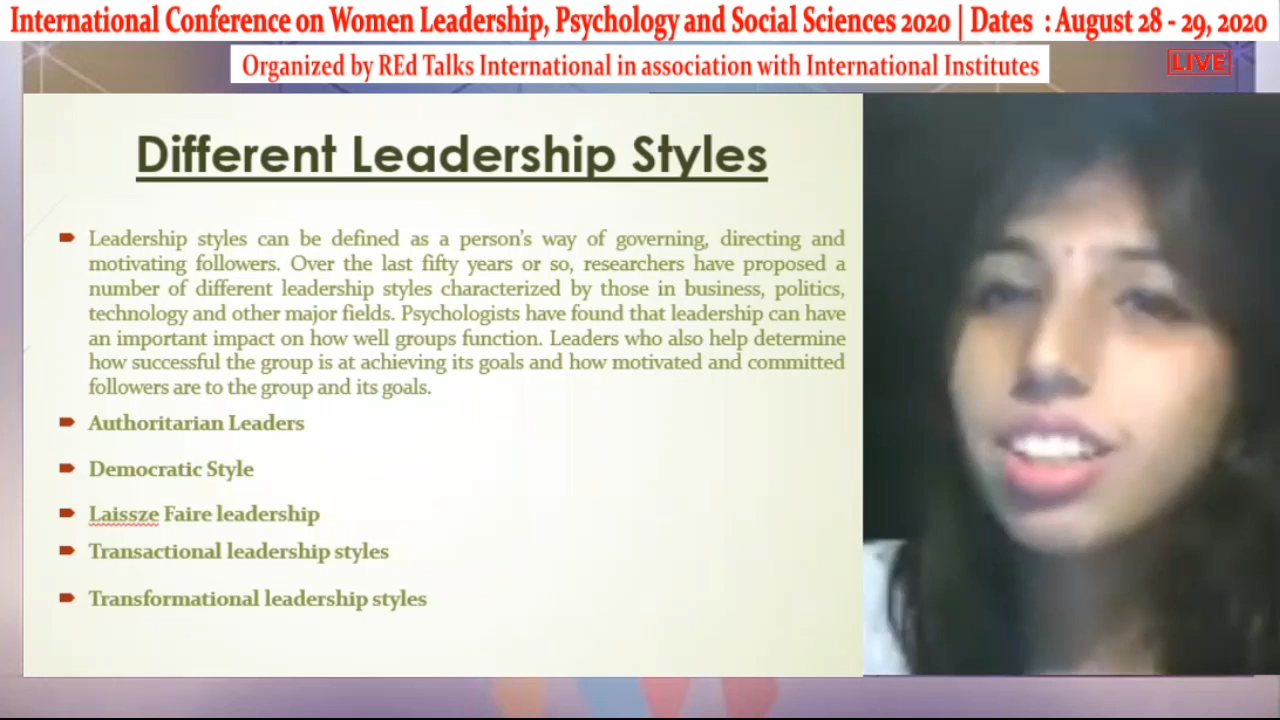 International Conference on Women Leadership, Psychology and Social Sciences 2020 | Dates : August 28 - 29, 2020
Organized by REd Talks International in association with International Institutes
LIVE
Different Leadership Styles
Leadership styles can be defined as a person's way of governing, directing and
motivating followers. Over the last fifty years or so, researchers have proposed a
number of different leadership styles characterized by those in business, politics,
technology and other major fields. Psychologists have found that leadership can have
an important impact on how well groups function. Leaders who also help determine
how successful the group is at achieving its goals and how motivated and committed
followers are to the group and its goals.
Authoritarian Leaders
Democratic Style
Laissze Faire leadership
Transactional leadership styles
Transformational leadership styles